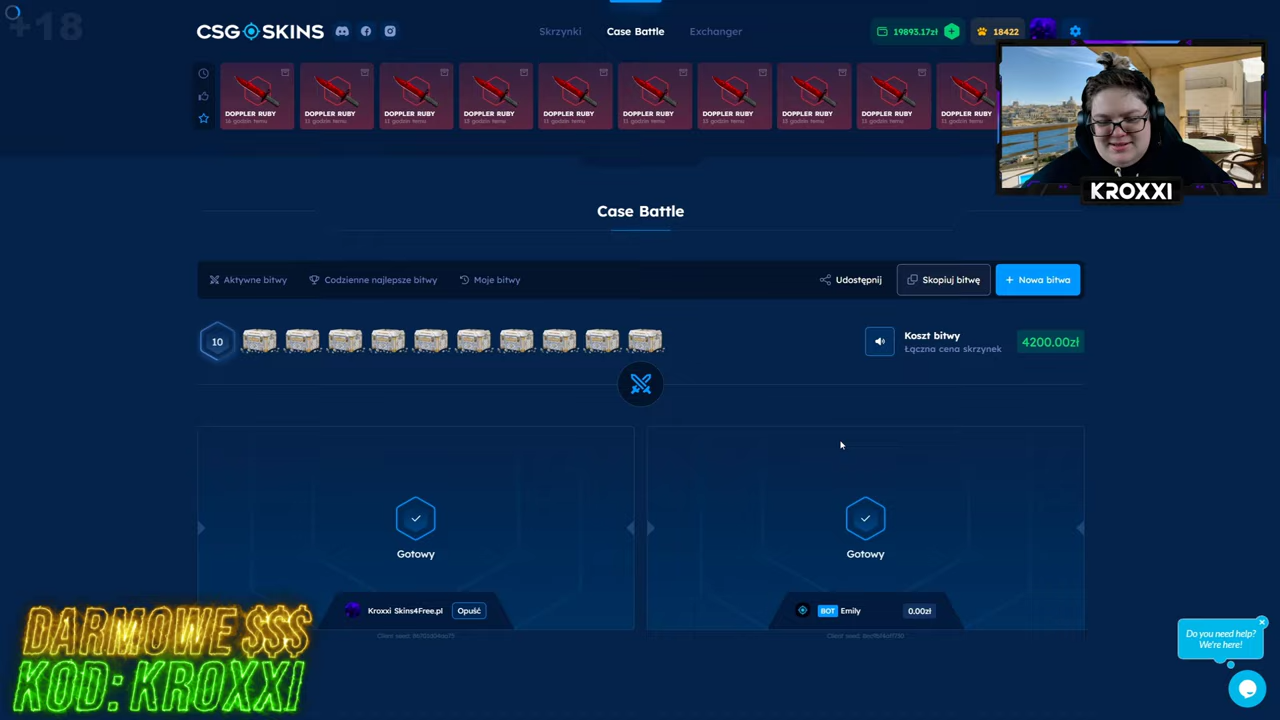 +18
CSG SKINS
Skrzynki
Case Battle
Exchanger
19893.17zł
18422
DOPPLER RUBY
DOPPLER RUBY
DOPPLER RUBY
DOPPLER RUBY
DOPPLER RUBY
DOPPLER RUBY
DOPPLER RUBY
DOPPLER RUBY
DOPPLER RUBY
DOPPLER RUBY
KROXXI
Case Battle
Aktywne bitwy
Codzienne najlepsze bitwy
Moje bitwy
Udostępnij
Skopiuj bitwę
+ Nowa bitwa
10
Koszt bitwy
Łączna cena skrzynek
4200.00zł
Gotowy
Gotowy
Kroxxi Skins4Free.pl
Opuść
BOT Emily
0.00zł
DARMOWE $$$
KOD: KROXXI
Do you need help?
We're here!